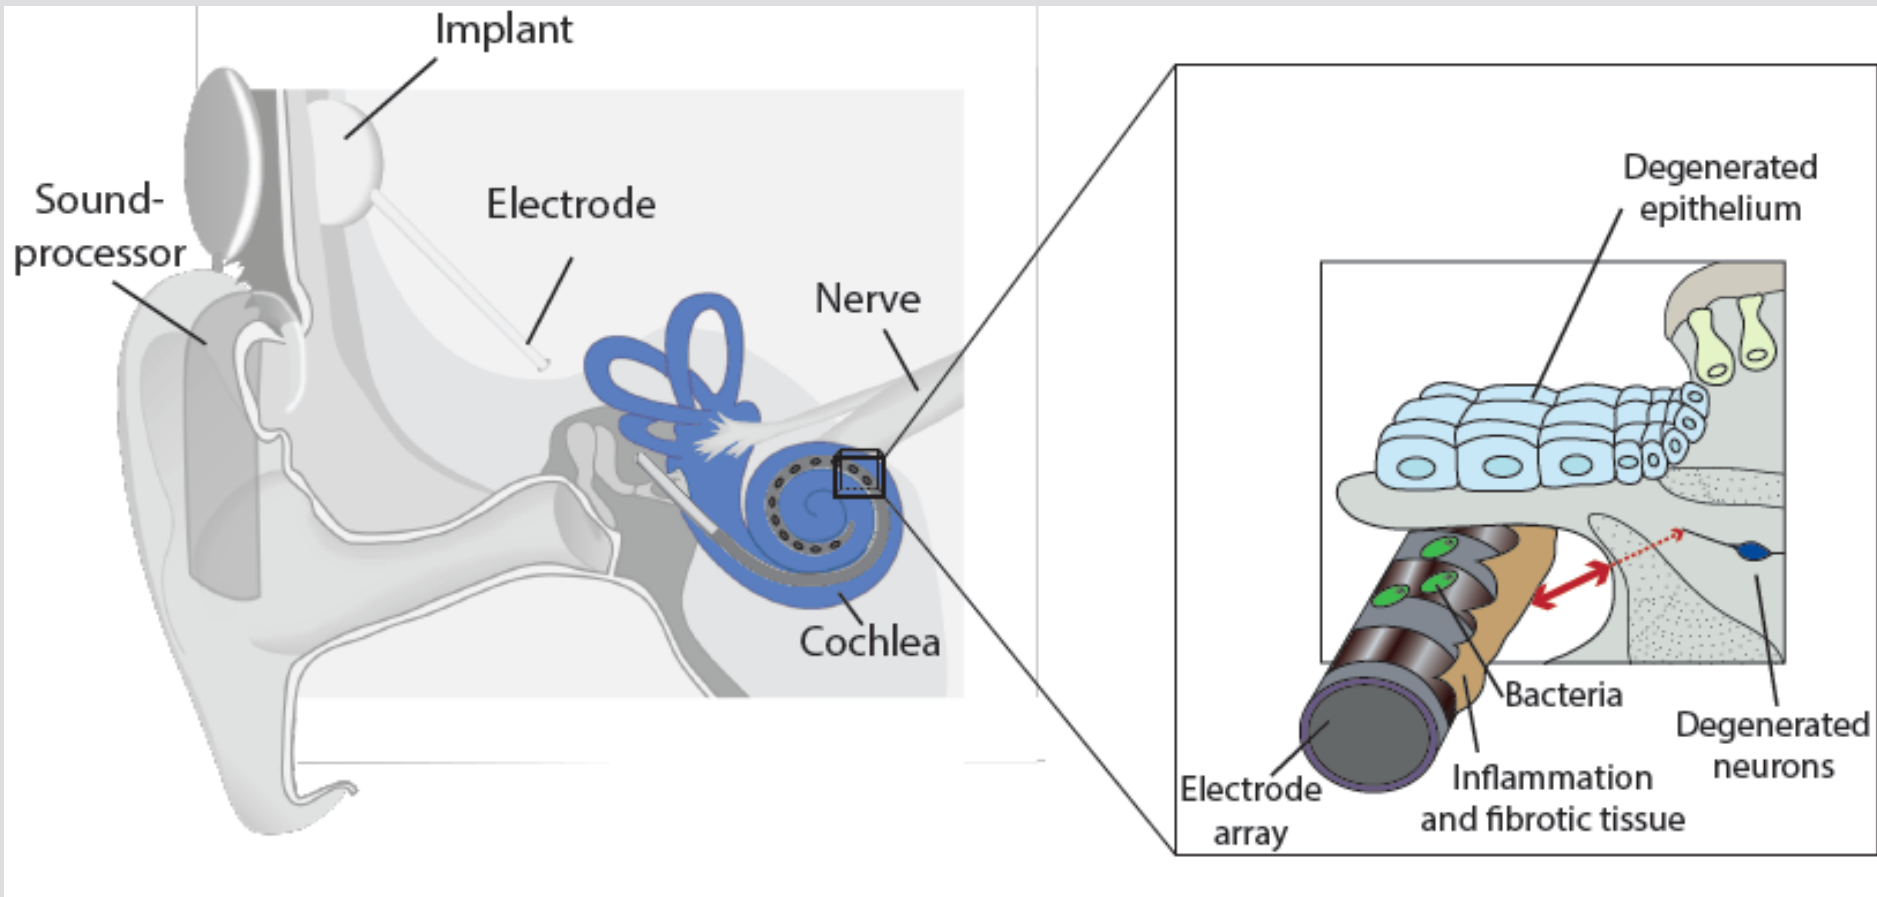 Implant
Sound-
processor
Electrode
Nerve
Cochlea
Degenerated
epithelium
Bacteria
Degenerated
neurons
Inflammation
and fibrotic tissue
Electrode
array